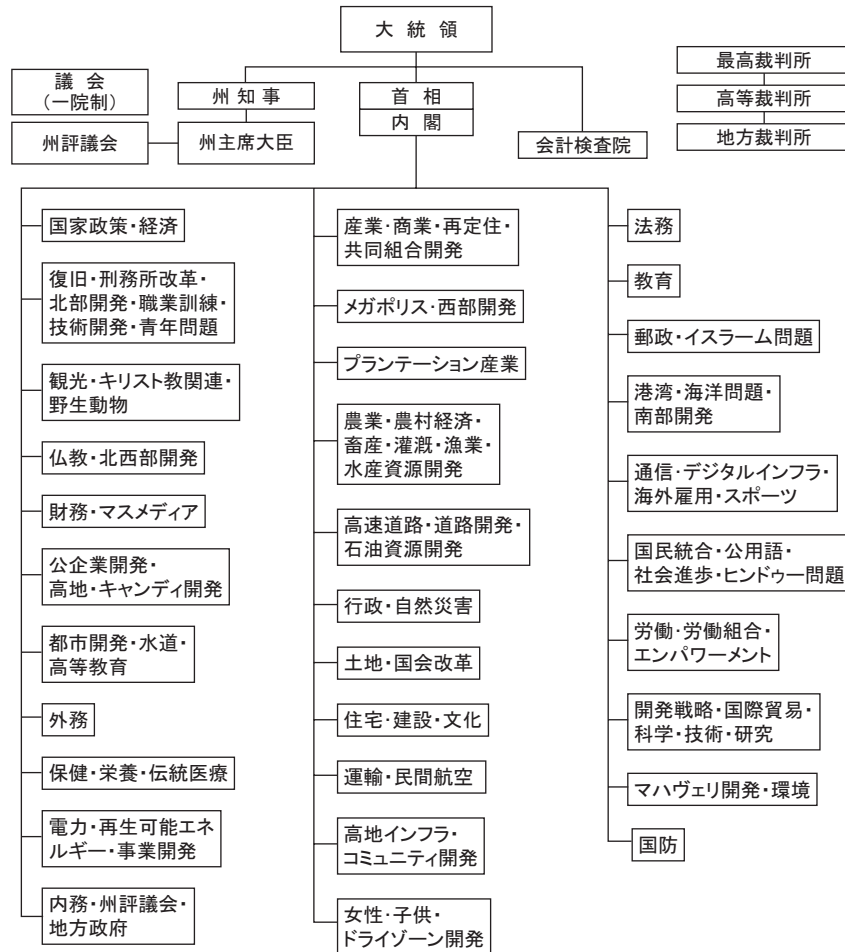 大統領
議会
(一院制)
州知事
首相
内閣
州評議会
州主席大臣
会計検査院
最高裁判所
高等裁判所
地方裁判所
国家政策・経済
復旧・刑務所改革・
北部開発・職業訓練・
技術開発・青年問題
観光・キリスト教関連・
野生動物
仏教・北西部開発
財務・マスメディア
公企業開発・
高地・キャンディ開発
都市開発・水道・
高等教育
外務
保健・栄養・伝統医療
電力・再生可能エネ
ルギー・事業開発
内務・州評議会・
地方政府
産業・商業・再定住・
共同組合開発
メガポリス・西部開発
プランテーション産業
農業・農村経済・
畜産・灌漑・漁業・
水産資源開発
高速道路・道路開発・
石油資源開発
行政・自然災害
土地・国会改革
住宅・建設・文化
運輸・民間航空
高地インフラ・
コミュニティ開発
女性・子供・
ドライゾーン開発
法務
教育
郵政・イスラーム問題
港湾・海洋問題・
南部開発
通信・デジタルインフラ・
海外雇用・スポーツ
国民統合・公用語・
社会進歩・ヒンドゥー問題
労働・労働組合・
エンパワーメント
開発戦略・国際貿易・
科学・技術・研究
マハヴェリ開発・環境
国防